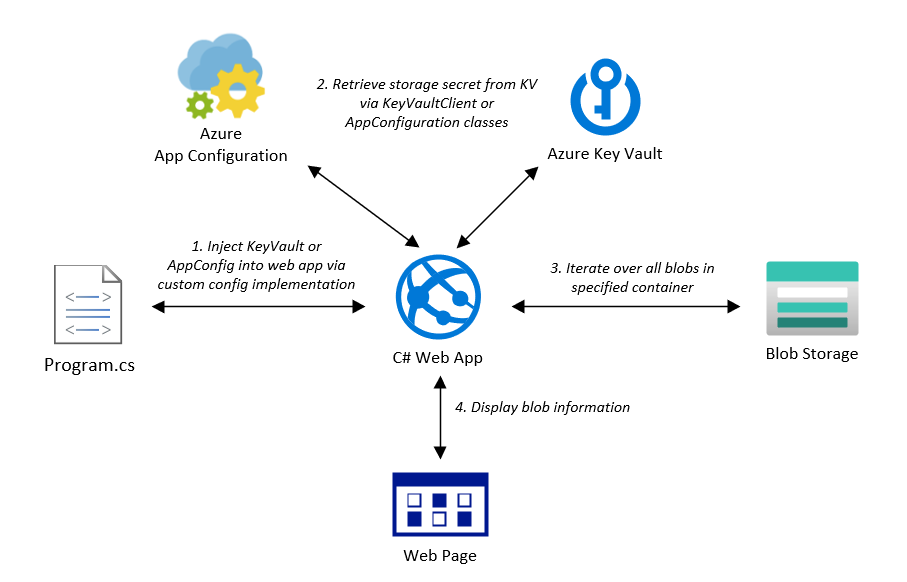 2. Retrieve storage secret from KV
via KeyVaultClient or
AppConfiguration classes
Azure
App Configuration
Azure Key Vault
1. Inject KeyVault or
AppConfig into web app via
custom config implementation
3. Iterate over all blobs in
specified container
Program.cs
C# Web App
Blob Storage
4. Display blob information
Web Page